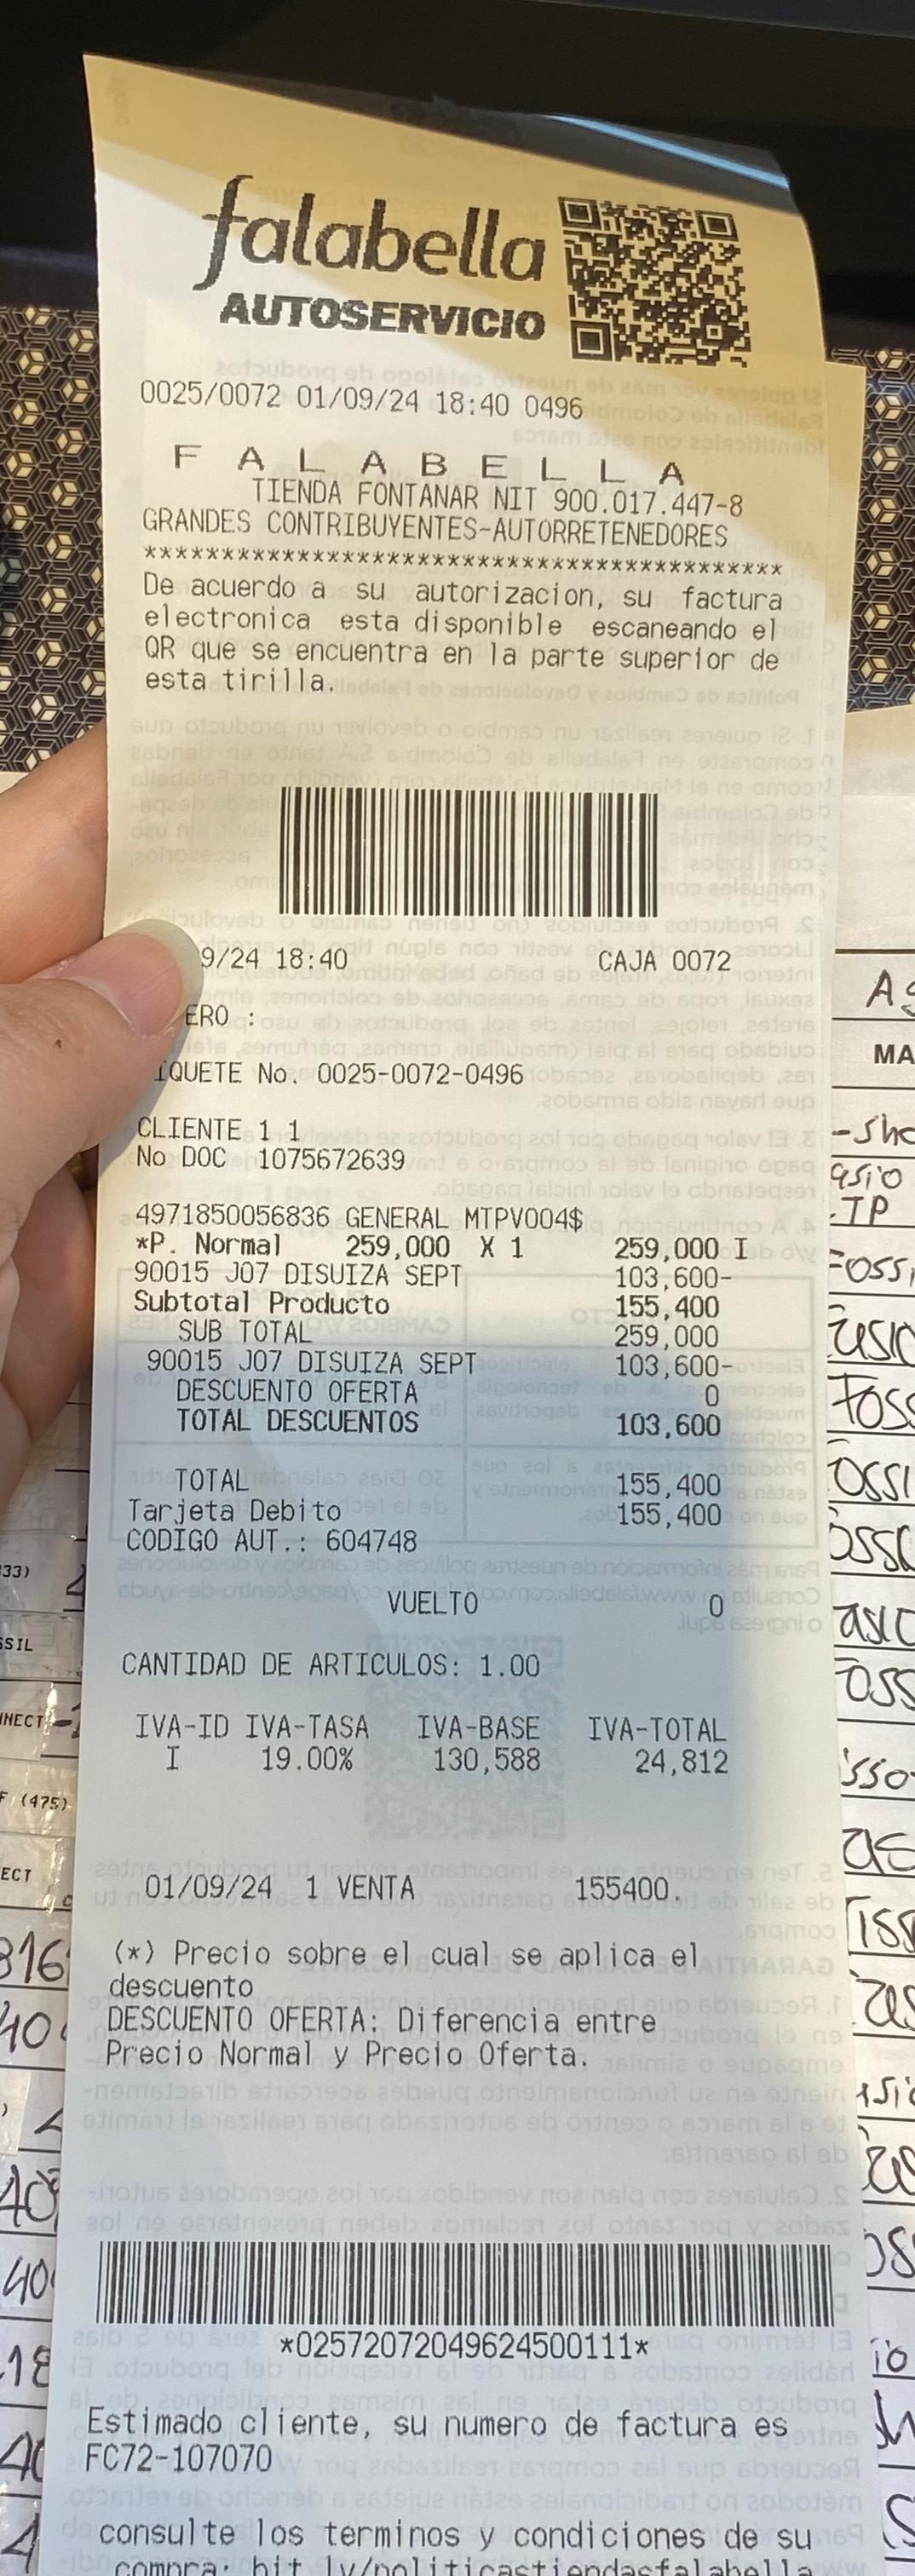 falabella
AUTOSERVICIO
0025/0072 01/09/24 18:40 0496
F A L A B E L L A
TIENDA FONTANAR NIT 900.017.447-8
GRANDES CONTRIBUYENTES-AUTORRETENEDORES
*****************************************
De acuerdo a su autorizacion, su factura
electronica esta disponible escaneando el
QR que se encuentra en la parte superior de
esta tirilla.
9/24 18:40 CAJA 0072
ERO :
IQUETE No. 0025-0072-0496
CLIENTE 1 1
No DOC 1075672639
4971850056836 GENERAL MTPV004$
*P. Normal 259,000 X 1 259,000 I
90015 J07 DISUIZA SEPT 103,600-
Subtotal Producto 155,400
SUB TOTAL 259,000
90015 J07 DISUIZA SEPT 103,600-
DESCUENTO OFERTA 0
TOTAL DESCUENTOS 103,600
TOTAL 155,400
Tarjeta Debito 155,400
CODIGO AUT.: 604748
VUELTO 0
CANTIDAD DE ARTICULOS: 1.00
IVA-ID IVA-TASA IVA-BASE IVA-TOTAL
I 19.00% 130,588 24,812
01/09/24 1 VENTA 155400.
(*) Precio sobre el cual se aplica el
descuento
DESCUENTO OFERTA: Diferencia entre
Precio Normal y Precio Oferta.
*02572072049624500111*
Estimado cliente, su numero de factura es
FC72-107070
consulte los terminos y condiciones de su
compra: bit.ly/politicastiendasfalabella